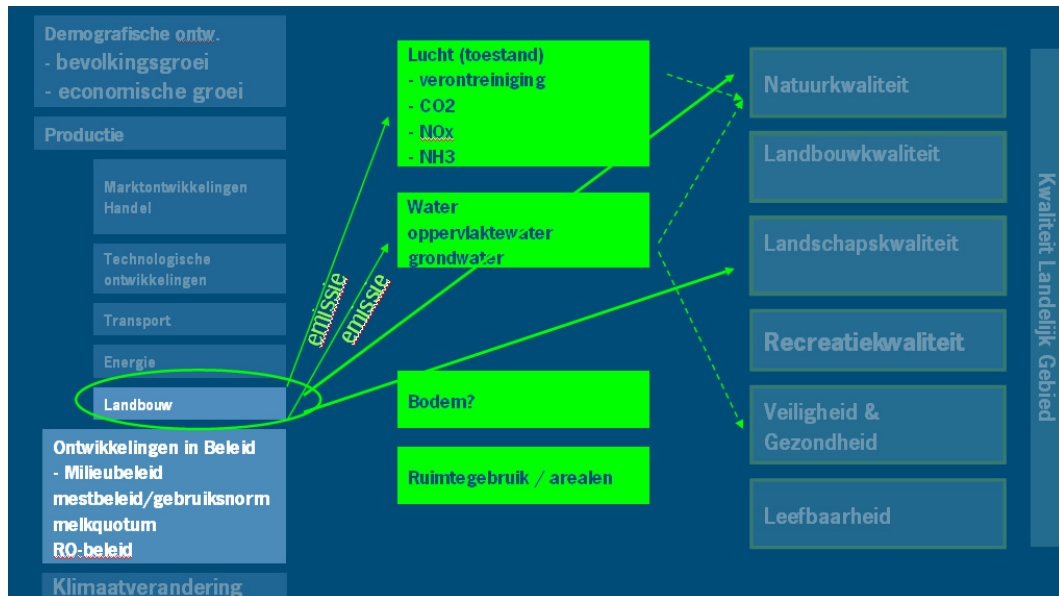 Demografische ontw.
- bevolkingsgroei
- economische groei
Productie
Marktontwikkelingen
Handel
Technologische
ontwikkelingen
Transport
Energie
Landbouw
Ontwikkelingen in Beleid
- Milieubeleid
mestbeleid/gebruiksnorm
melkquotum
RO-beleid
Klimaatverandering
emissie
emissie
Lucht (toestand)
- verontreiniging
- CO2
- NOx
- NH3
Water
oppervlaktewater
grondwater
Bodem?
Ruimtegebruik / arealen
Natuurkwaliteit
Landbouwkwaliteit
Landschapskwaliteit
Recreatiekwaliteit
Veiligheid &
Gezondheid
Leefbaarheid
Kwaliteit Landelijk Gebied